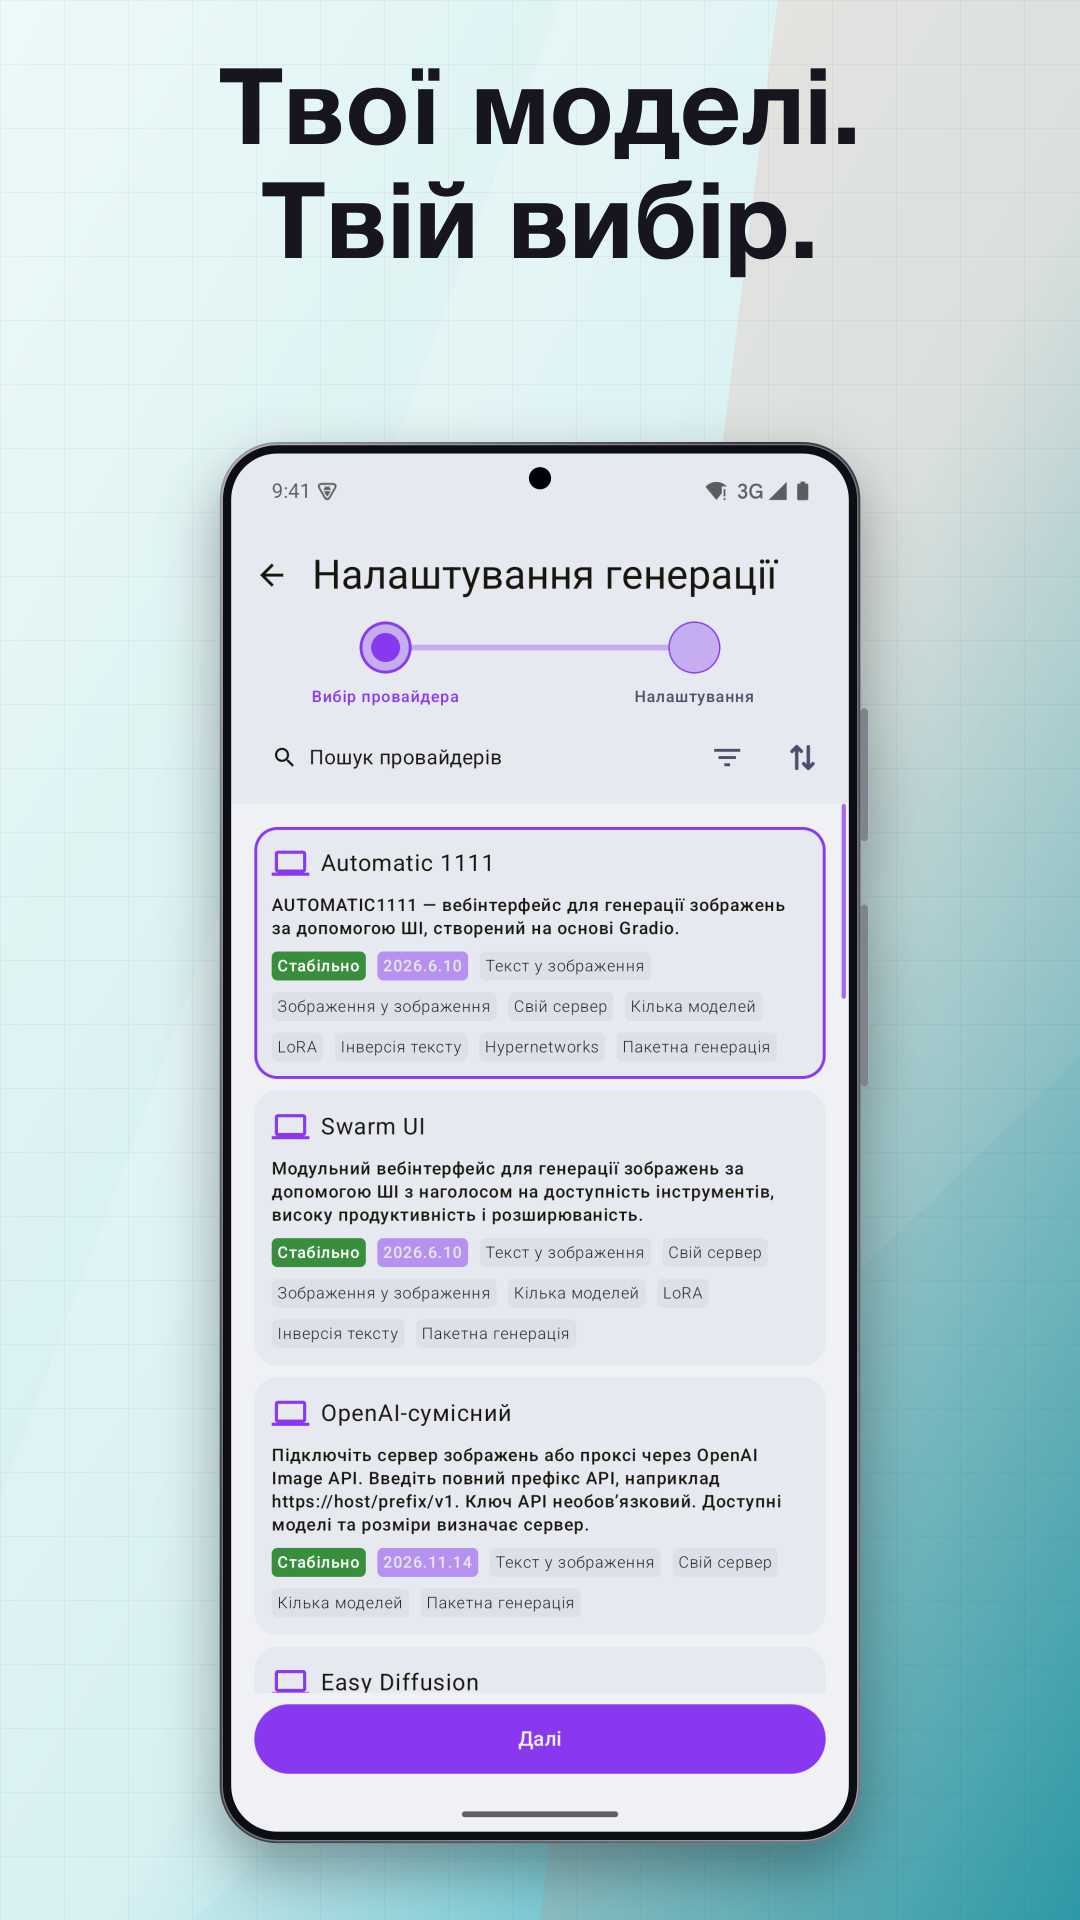 Твої моделі.
Твій вибір.
9:41
3G
Налаштування генерації
Вибір провайдера
Налаштування
Пошук провайдерів
Automatic 1111
AUTOMATIC1111 — вебінтерфейс для генерації зображень
за допомогою ШІ, створений на основі Gradio.
Стабільно 2026.6.10 Текст у зображення
Зображення у зображення Свій сервер Кілька моделей
LoRA Інверсія тексту Hypernetworks Пакетна генерація
Swarm UI
Модульний вебінтерфейс для генерації зображень за
допомогою ШІ з наголосом на доступність інструментів,
високу продуктивність і розширюваність.
Стабільно 2026.6.10 Текст у зображення Свій сервер
Зображення у зображення Кілька моделей LoRA
Інверсія тексту Пакетна генерація
OpenAI-сумісний
Підключіть сервер зображень або проксі через OpenAI
Image API. Введіть повний префікс API, наприклад
https://host/prefix/v1. Ключ API необов’язковий. Доступні
моделі та розміри визначає сервер.
Стабільно 2026.11.14 Текст у зображення Свій сервер
Кілька моделей Пакетна генерація
Easy Diffusion
Далі